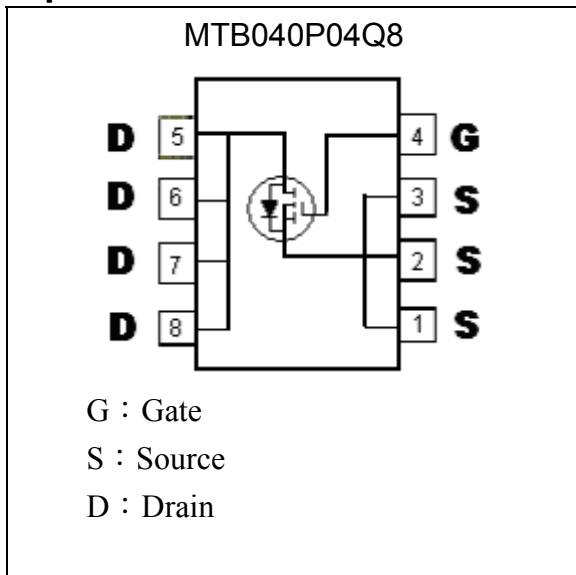 MTB040P04Q8
D 5 4 G
D 6 3 S
D 7 2 S
D 8 1 S
G：Gate
S：Source
D：Drain